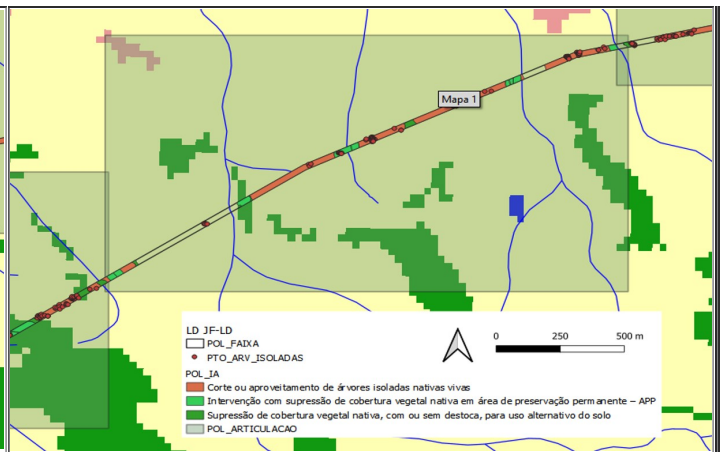 Mapa 1
LD JF-LD
POL_FAIXA
PTO_ARV_ISOLADAS
POL_IA
Corte ou aproveitamento de árvores isoladas nativas vivas
Intervenção com supressão de cobertura vegetal nativa em área de preservação permanente – APP
Supressão de cobertura vegetal nativa, com ou sem destoca, para uso alternativo do solo
POL_ARTICULACAO
0 250 500 m